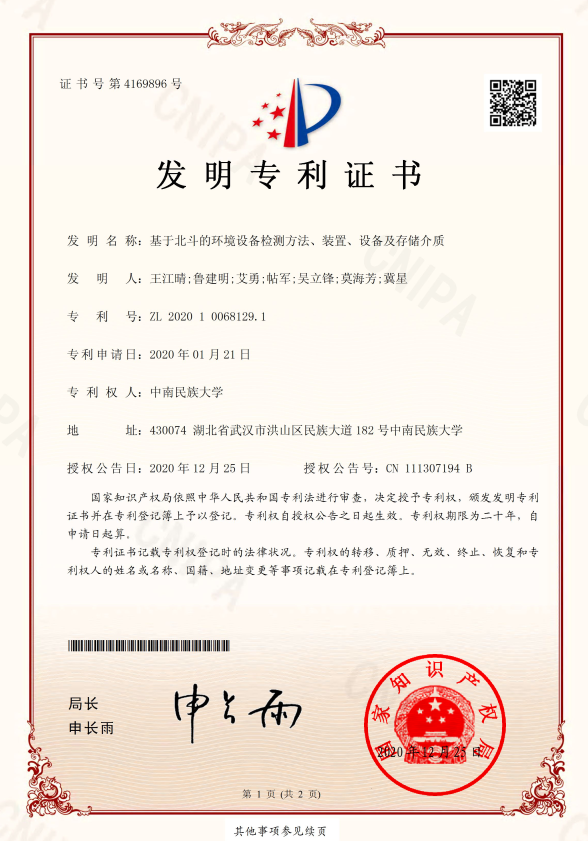 证书号第4169896号
发明专利证书
发明名称：基于北斗的环境设备检测方法、装置、设备及存储介质
发明人：王江晴;鲁建明;艾勇;帖军;吴立锋;莫海芳;冀星
专利号：ZL 2020 1 0068129.1
专利申请日：2020年01月21日
专利权人：中南民族大学
地址：430074 湖北省武汉市洪山区民族大道182号中南民族大学
授权公告日：2020年12月25日 授权公告号：CN 111307194 B
国家知识产权局依照中华人民共和国专利法进行审查，决定授予专利权，颁发发明专利
证书并在专利登记簿上予以登记。专利权自授权公告之日起生效。专利权期限为二十年，自
申请日起算。
专利证书记载专利权登记时的法律状况。专利权的转移、质押、无效、终止、恢复和专
利权人的姓名或名称、国籍、地址变更等事项记载在专利登记簿上。
局长
申长雨
申长雨
国家知识产权局
2020年12月25日
第 1 页 (共 2 页)
其他事项参见续页
CNIPA
CNIPA
CNIPA